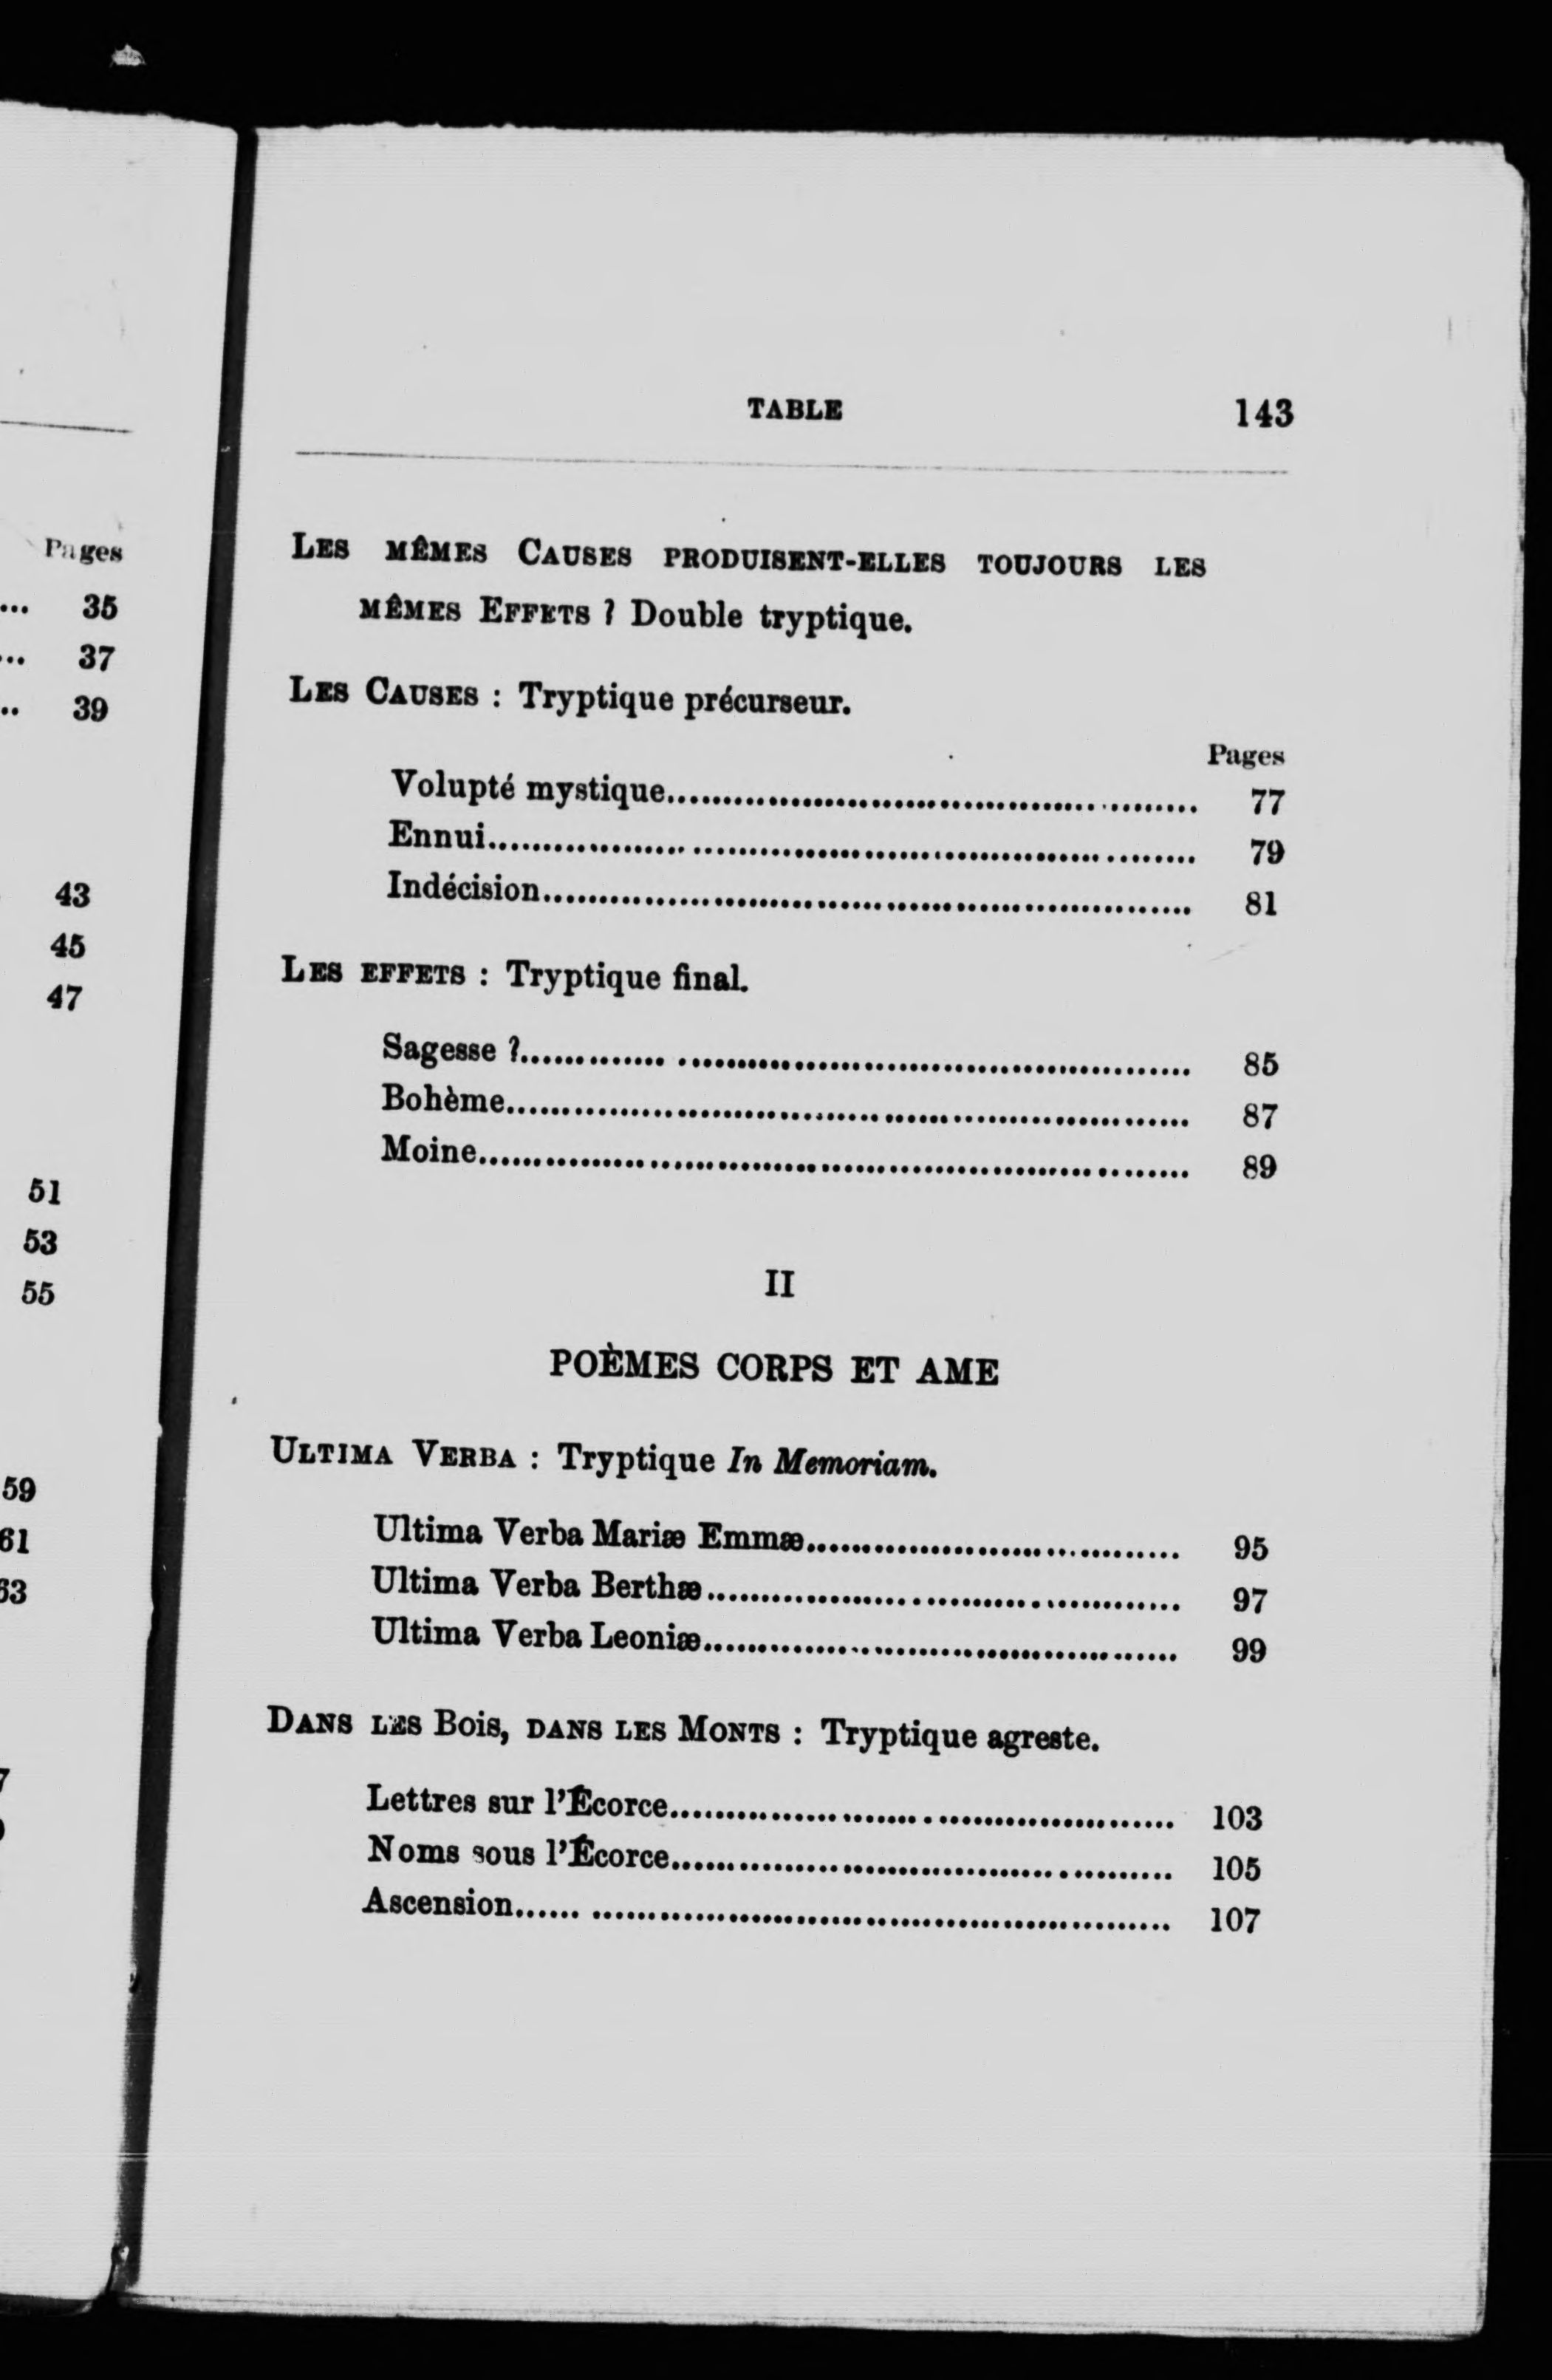 Pages
... 35
... 37
.. 39
43
45
47
51
53
55
59
61
63
TABLE 143
LES MÊMES CAUSES PRODUISENT-ELLES TOUJOURS LES
MÊMES EFFETS ? Double tryptique.
LES CAUSES : Tryptique précurseur.
Pages
Volupté mystique.................................................... 77
Ennui.................................................................... 79
Indécision............................................................... 81
LES EFFETS : Tryptique final.
Sagesse ?................................................................ 85
Bohème.................................................................. 87
Moine.................................................................... 89
II
POÈMES CORPS ET AME
ULTIMA VERBA : Tryptique In Memoriam.
Ultima Verba Mariæ Emmæ.................................... 95
Ultima Verba Berthæ.............................................. 97
Ultima Verba Leoniæ.............................................. 99
DANS LES BOIS, DANS LES MONTS : Tryptique agreste.
Lettres sur l'Écorce................................................ 103
Noms sous l'Écorce................................................ 105
Ascension............................................................... 107